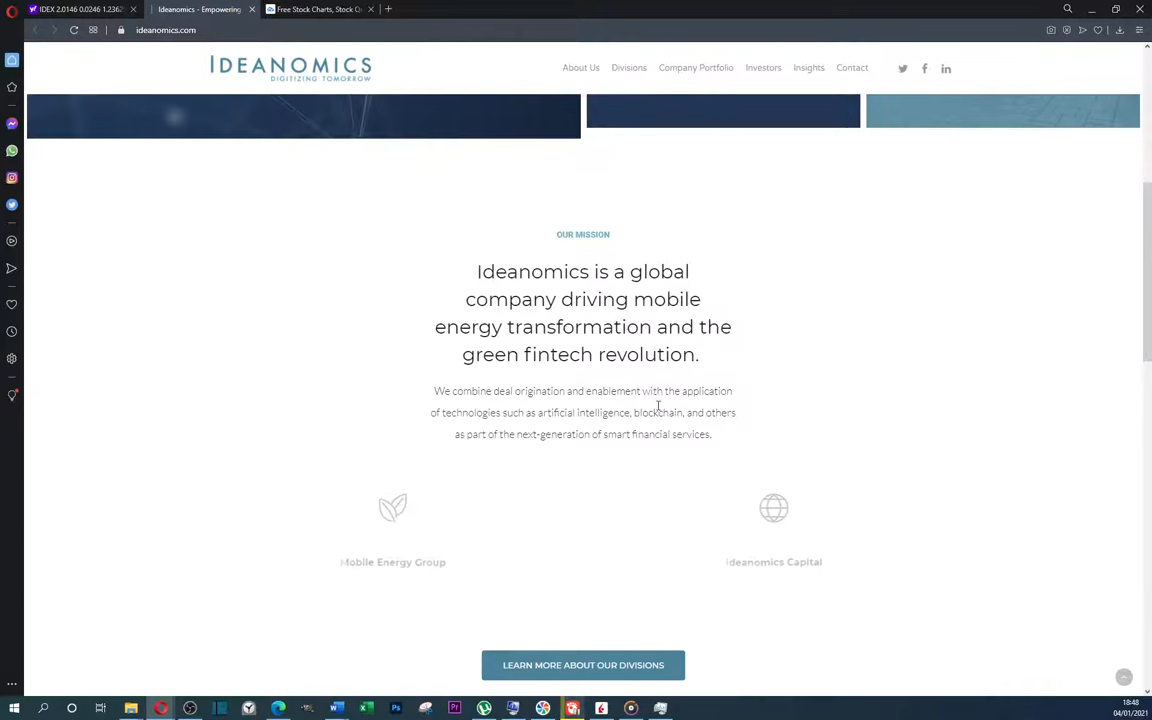 IDEX 2.0146 0.0246 1.2362
Ideanomics - Empowering
Free Stock Charts, Stock Qu
ideanomics.com
IDEANOMICS
DIGITIZING TOMORROW
About Us
Divisions
Company Portfolio
Investors
Insights
Contact
OUR MISSION
Ideanomics is a global
company driving mobile
energy transformation and the
green fintech revolution.
We combine deal origination and enablement with the application
of technologies such as artificial intelligence, blockchain, and others
as part of the next-generation of smart financial services.
Mobile Energy Group
Ideanomics Capital
LEARN MORE ABOUT OUR DIVISIONS
18:48
04/01/2021